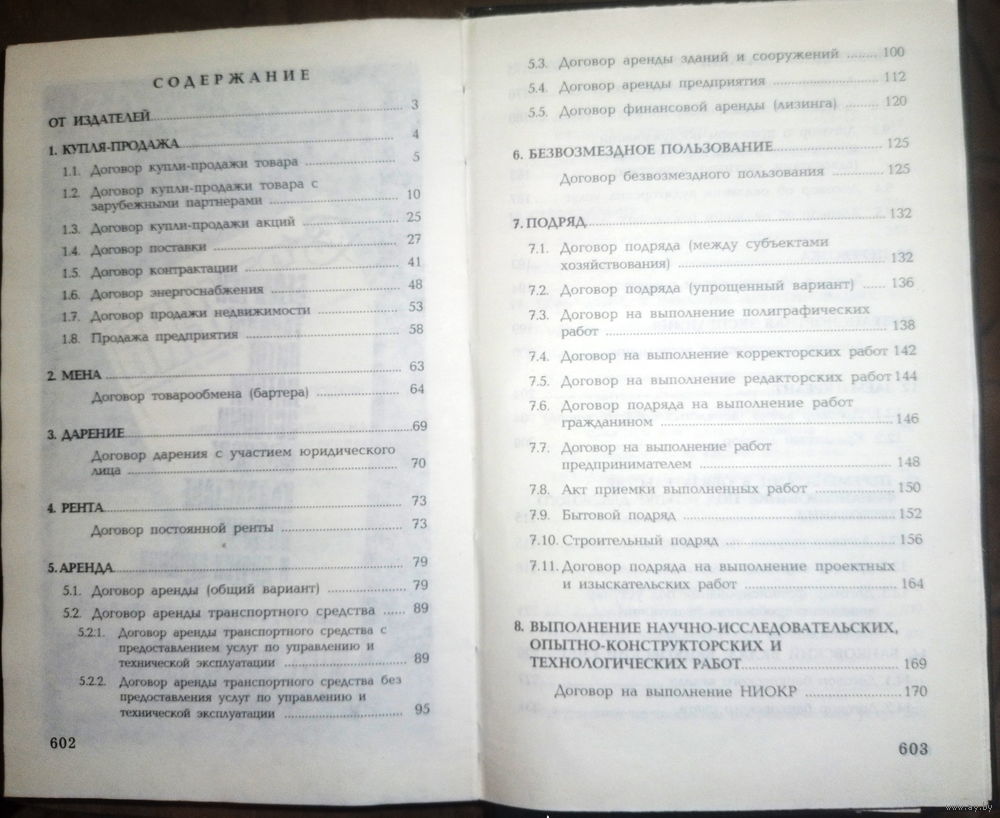 СОДЕРЖАНИЕ
ОТ ИЗДАТЕЛЕЙ 3
1. КУПЛЯ-ПРОДАЖА 4
1.1. Договор купли-продажи товара 5
1.2. Договор купли-продажи товара с
зарубежными партнерами 10
1.3. Договор купли-продажи акций 25
1.4. Договор поставки 27
1.5. Договор контрактации 41
1.6. Договор энергоснабжения 48
1.7. Договор продажи недвижимости 53
1.8. Продажа предприятия 58
2. МЕНА 63
Договор товарообмена (бартера) 64
3. ДАРЕНИЕ 69
Договор дарения с участием юридического
лица 70
4. РЕНТА 73
Договор постоянной ренты 73
5. АРЕНДА 79
5.1. Договор аренды (общий вариант) 79
5.2. Договор аренды транспортного средства 89
5.2.1. Договор аренды транспортного средства с
предоставлением услуг по управлению и
технической эксплуатации 89
5.2.2. Договор аренды транспортного средства без
предоставления услуг по управлению и
технической эксплуатации 95
602
5.3. Договор аренды зданий и сооружений 100
5.4. Договор аренды предприятия 112
5.5. Договор финансовой аренды (лизинга) 120
6. БЕЗВОЗМЕЗДНОЕ ПОЛЬЗОВАНИЕ 125
Договор безвозмездного пользования 125
7. ПОДРЯД 132
7.1. Договор подряда (между субъектами
хозяйствования) 132
7.2. Договор подряда (упрощенный вариант) 136
7.3. Договор на выполнение полиграфических
работ 138
7.4. Договор на выполнение корректорских работ 142
7.5. Договор на выполнение редакторских работ 144
7.6. Договор подряда на выполнение работ
гражданином 146
7.7. Договор на выполнение работ
предпринимателем 148
7.8. Акт приемки выполненных работ 150
7.9. Бытовой подряд 152
7.10. Строительный подряд 156
7.11. Договор подряда на выполнение проектных
и изыскательских работ 164
8. ВЫПОЛНЕНИЕ НАУЧНО-ИССЛЕДОВАТЕЛЬСКИХ,
ОПЫТНО-КОНСТРУКТОРСКИХ И
ТЕХНОЛОГИЧЕСКИХ РАБОТ 169
Договор на выполнение НИОКР 170
603
www.ay.by